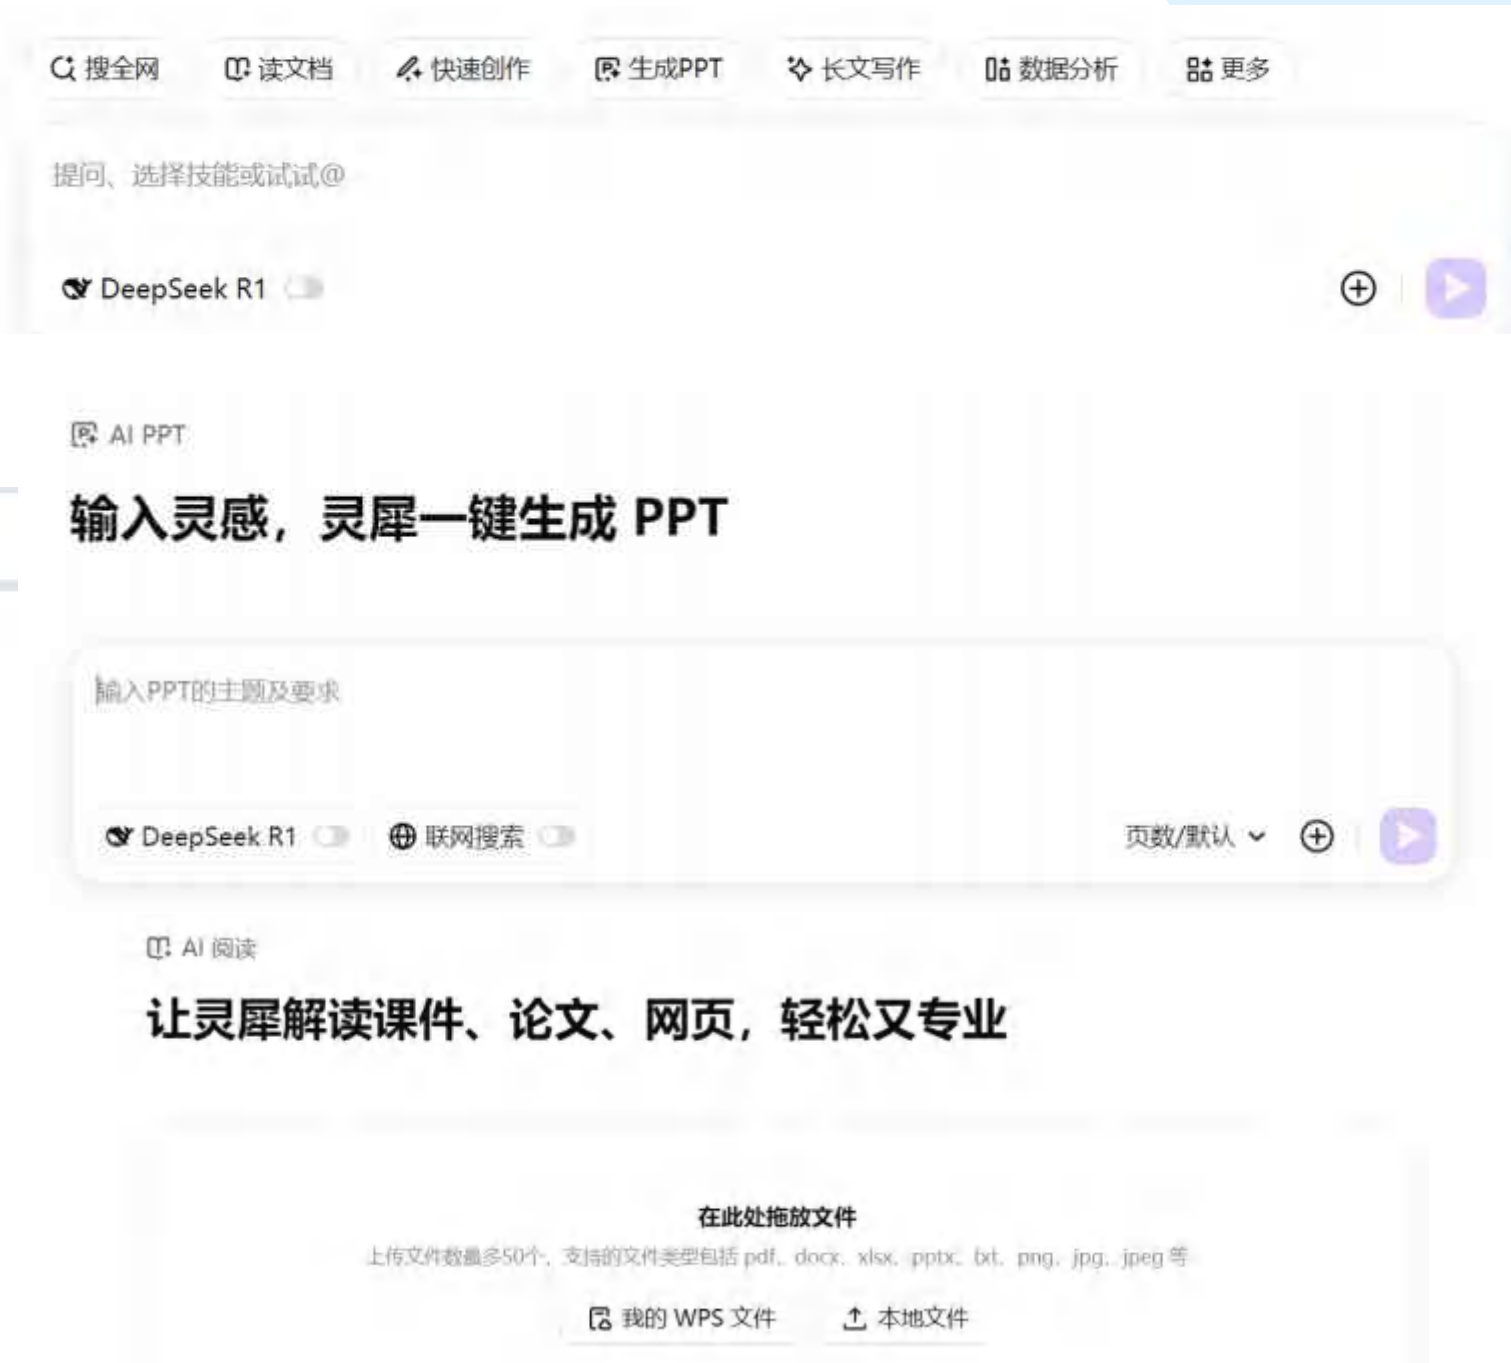 搜全网 读文档 快速创作 生成PPT 长文写作 数据分析 更多
提问、选择技能或试试@
DeepSeek R1
AI PPT
输入灵感，灵犀一键生成 PPT
输入PPT的主题及要求
DeepSeek R1 联网搜索 页数/默认
AI 阅读
让灵犀解读课件、论文、网页，轻松又专业
在此处拖放文件
上传文件数最多50个，支持的文件类型包括 pdf、docx、xlsx、pptx、txt、png、jpg、jpeg 等
我的 WPS 文件 本地文件